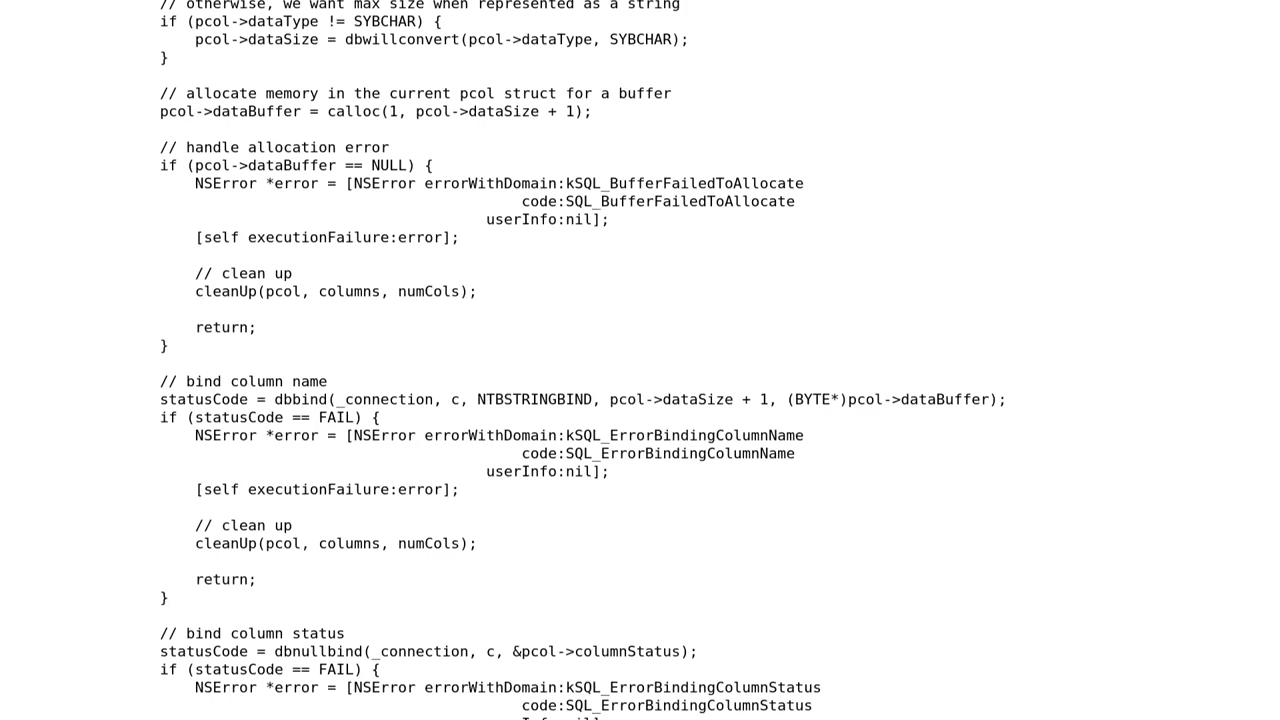 // otherwise, we want max size when represented as a string
if (pcol->dataType != SYBCHAR) {
    pcol->dataSize = dbwillconvert(pcol->dataType, SYBCHAR);
}

// allocate memory in the current pcol struct for a buffer
pcol->dataBuffer = calloc(1, pcol->dataSize + 1);

// handle allocation error
if (pcol->dataBuffer == NULL) {
    NSError *error = [NSError errorWithDomain:kSQL_BufferFailedToAllocate
                                         code:SQL_BufferFailedToAllocate
                                     userInfo:nil];
    [self executionFailure:error];

    // clean up
    cleanUp(pcol, columns, numCols);

    return;
}

// bind column name
statusCode = dbbind(_connection, c, NTBSTRINGBIND, pcol->dataSize + 1, (BYTE*)pcol->dataBuffer);
if (statusCode == FAIL) {
    NSError *error = [NSError errorWithDomain:kSQL_ErrorBindingColumnName
                                         code:SQL_ErrorBindingColumnName
                                     userInfo:nil];
    [self executionFailure:error];

    // clean up
    cleanUp(pcol, columns, numCols);

    return;
}

// bind column status
statusCode = dbnullbind(_connection, c, &pcol->columnStatus);
if (statusCode == FAIL) {
    NSError *error = [NSError errorWithDomain:kSQL_ErrorBindingColumnStatus
                                         code:SQL_ErrorBindingColumnStatus